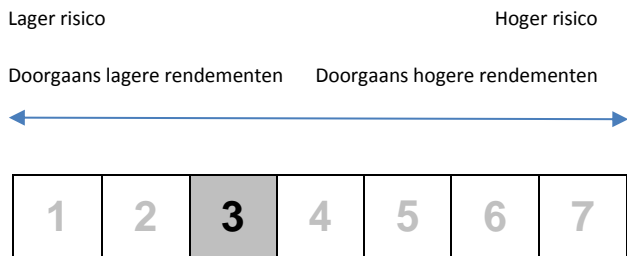 Lager risico Hoger risico
Doorgaans lagere rendementen Doorgaans hogere rendementen
1 2 3 4 5 6 7